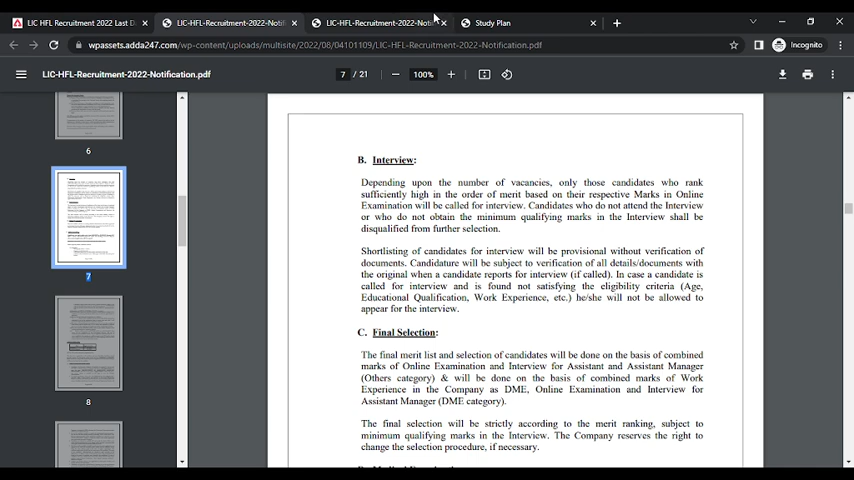 LIC HFL Recruitment 2022 Last D
LIC-HFL-Recruitment-2022-Notifi
LIC-HFL-Recruitment-2022-Notifi
Study Plan
wpassets.adda247.com/wp-content/uploads/multisite/2022/08/04101109/LIC-HFL-Recruitment-2022-Notification.pdf
Incognito
LIC-HFL-Recruitment-2022-Notification.pdf
7 / 21
100%
6
7
8
B. Interview:
Depending upon the number of vacancies, only those candidates who rank
sufficiently high in the order of merit based on their respective Marks in Online
Examination will be called for interview. Candidates who do not attend the Interview
or who do not obtain the minimum qualifying marks in the Interview shall be
disqualified from further selection.
Shortlisting of candidates for interview will be provisional without verification of
documents. Candidature will be subject to verification of all details/documents with
the original when a candidate reports for interview (if called). In case a candidate is
called for interview and is found not satisfying the eligibility criteria (Age,
Educational Qualification, Work Experience, etc.) he/she will not be allowed to
appear for the interview.
C. Final Selection:
The final merit list and selection of candidates will be done on the basis of combined
marks of Online Examination and Interview for Assistant and Assistant Manager
(Others category) & will be done on the basis of combined marks of Work
Experience in the Company as DME, Online Examination and Interview for
Assistant Manager (DME category).
The final selection will be strictly according to the merit ranking, subject to
minimum qualifying marks in the Interview. The Company reserves the right to
change the selection procedure, if necessary.